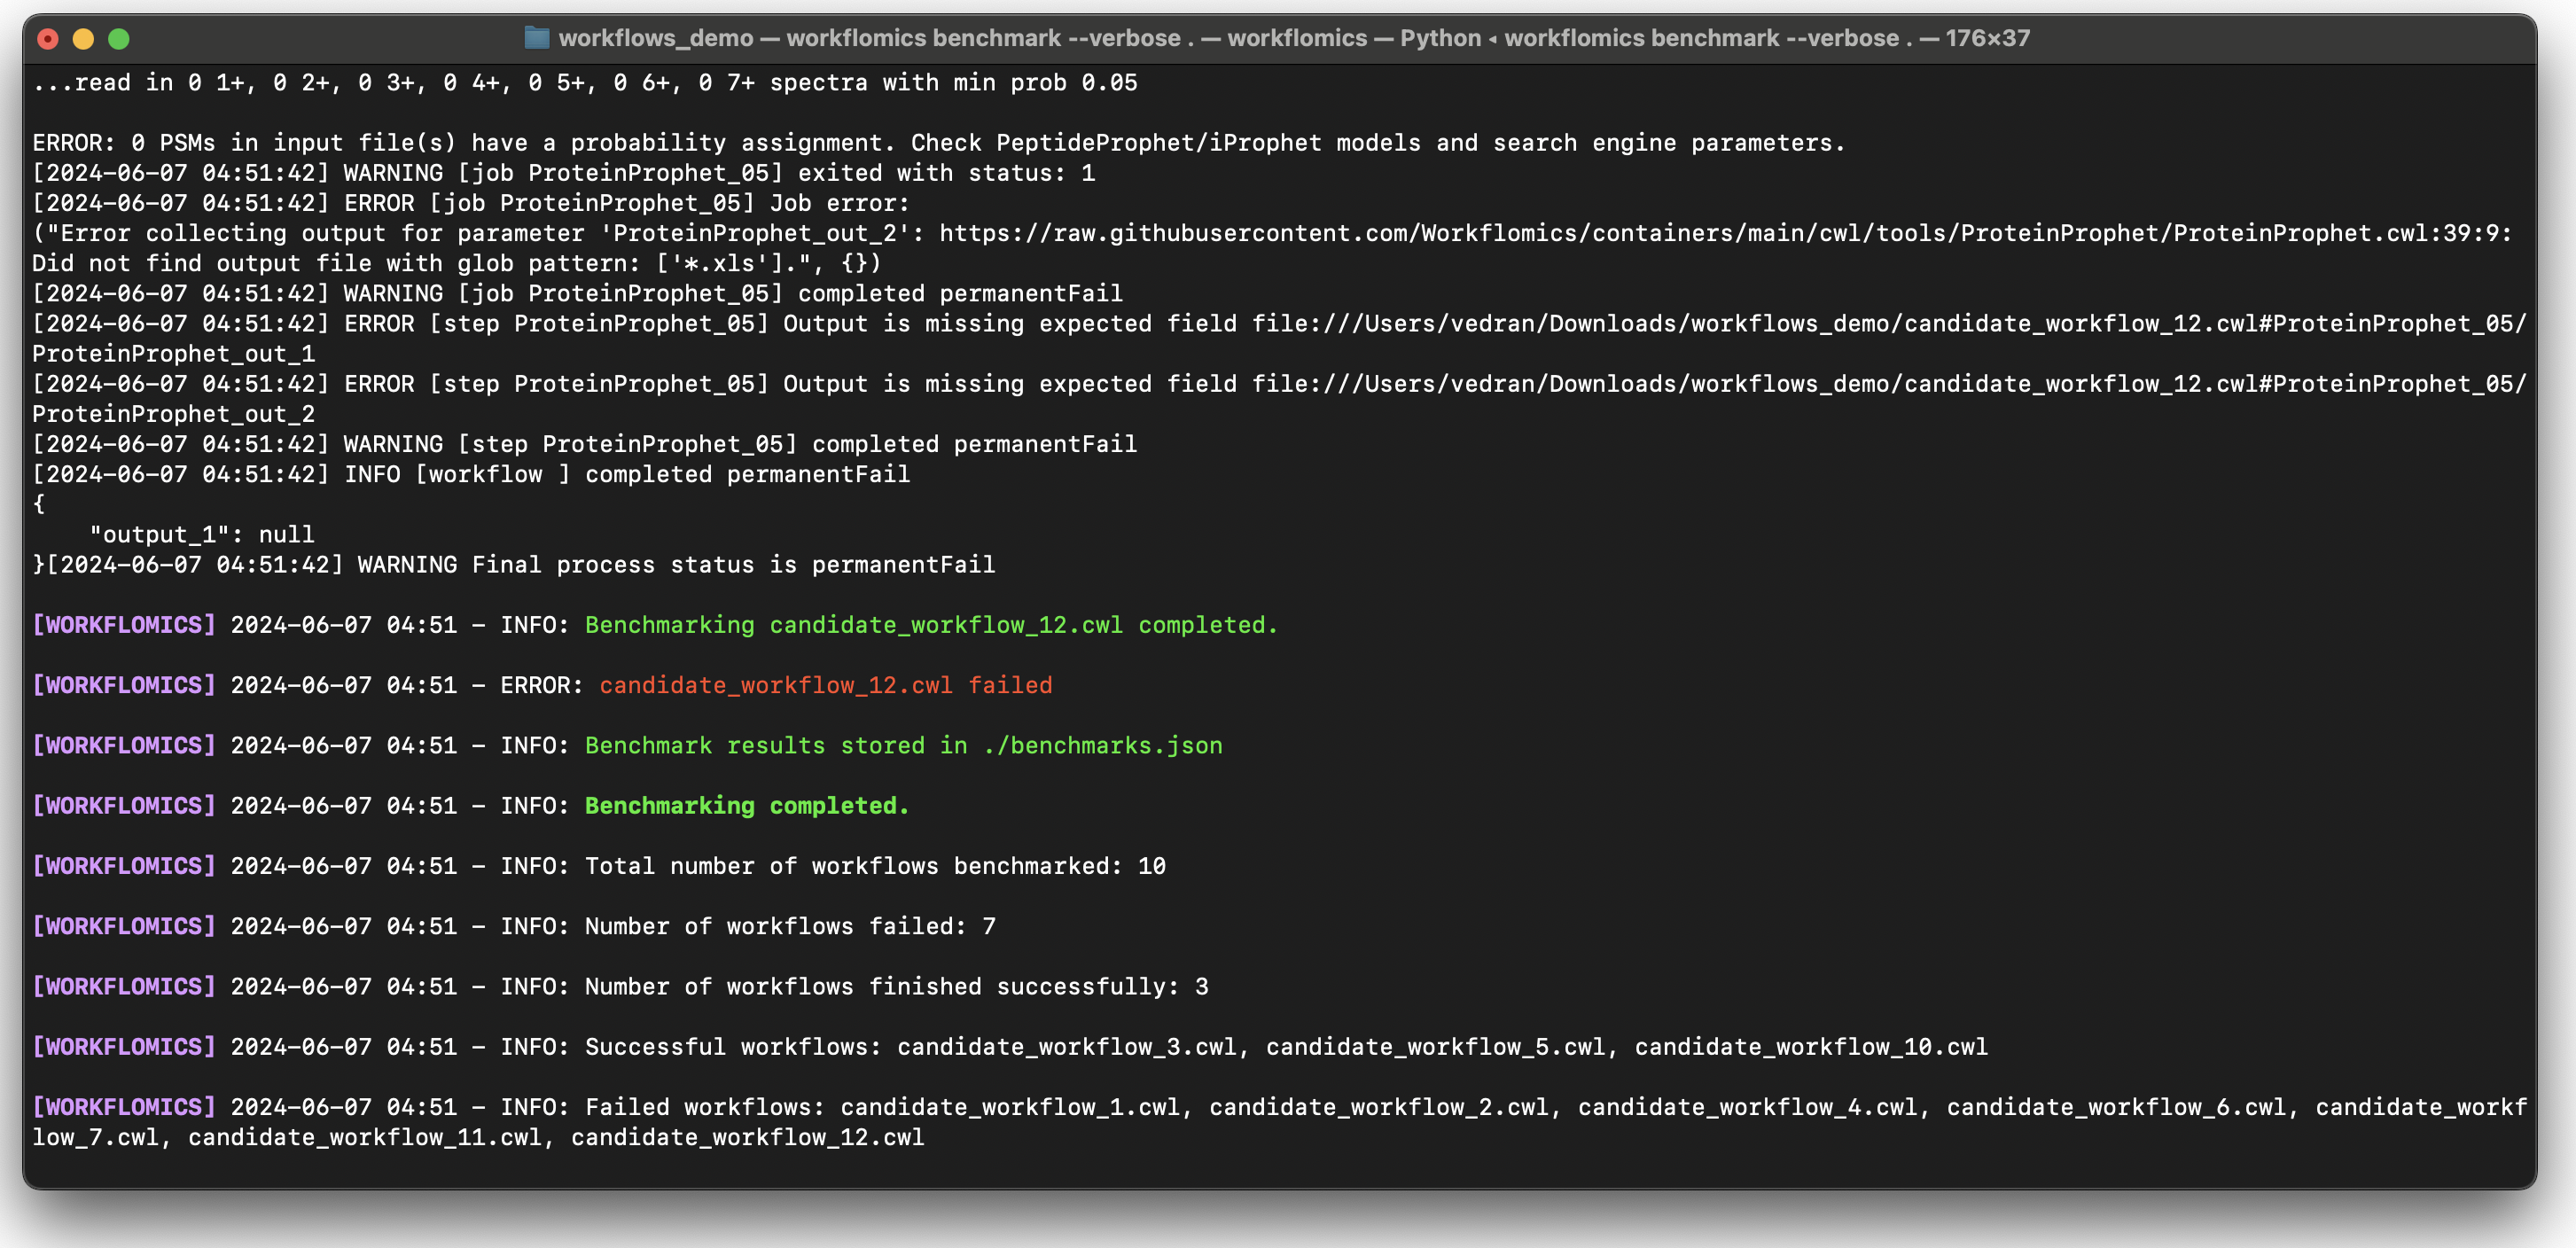 workflows_demo — workflomics benchmark --verbose . — workflomics — Python ◂ workflomics benchmark --verbose . — 176×37
...read in 0 1+, 0 2+, 0 3+, 0 4+, 0 5+, 0 6+, 0 7+ spectra with min prob 0.05
ERROR: 0 PSMs in input file(s) have a probability assignment. Check PeptideProphet/iProphet models and search engine parameters.
[2024-06-07 04:51:42] WARNING [job ProteinProphet_05] exited with status: 1
[2024-06-07 04:51:42] ERROR [job ProteinProphet_05] Job error:
("Error collecting output for parameter 'ProteinProphet_out_2': https://raw.githubusercontent.com/Workflomics/containers/main/cwl/tools/ProteinProphet/ProteinProphet.cwl:39:9:
Did not find output file with glob pattern: ['*.xls'].", {})
[2024-06-07 04:51:42] WARNING [job ProteinProphet_05] completed permanentFail
[2024-06-07 04:51:42] ERROR [step ProteinProphet_05] Output is missing expected field file:///Users/vedran/Downloads/workflows_demo/candidate_workflow_12.cwl#ProteinProphet_05/
ProteinProphet_out_1
[2024-06-07 04:51:42] ERROR [step ProteinProphet_05] Output is missing expected field file:///Users/vedran/Downloads/workflows_demo/candidate_workflow_12.cwl#ProteinProphet_05/
ProteinProphet_out_2
[2024-06-07 04:51:42] WARNING [step ProteinProphet_05] completed permanentFail
[2024-06-07 04:51:42] INFO [workflow ] completed permanentFail
{
    "output_1": null
}[2024-06-07 04:51:42] WARNING Final process status is permanentFail
[WORKFLOMICS] 2024-06-07 04:51 - INFO: Benchmarking candidate_workflow_12.cwl completed.
[WORKFLOMICS] 2024-06-07 04:51 - ERROR: candidate_workflow_12.cwl failed
[WORKFLOMICS] 2024-06-07 04:51 - INFO: Benchmark results stored in ./benchmarks.json
[WORKFLOMICS] 2024-06-07 04:51 - INFO: Benchmarking completed.
[WORKFLOMICS] 2024-06-07 04:51 - INFO: Total number of workflows benchmarked: 10
[WORKFLOMICS] 2024-06-07 04:51 - INFO: Number of workflows failed: 7
[WORKFLOMICS] 2024-06-07 04:51 - INFO: Number of workflows finished successfully: 3
[WORKFLOMICS] 2024-06-07 04:51 - INFO: Successful workflows: candidate_workflow_3.cwl, candidate_workflow_5.cwl, candidate_workflow_10.cwl
[WORKFLOMICS] 2024-06-07 04:51 - INFO: Failed workflows: candidate_workflow_1.cwl, candidate_workflow_2.cwl, candidate_workflow_4.cwl, candidate_workflow_6.cwl, candidate_workf
low_7.cwl, candidate_workflow_11.cwl, candidate_workflow_12.cwl